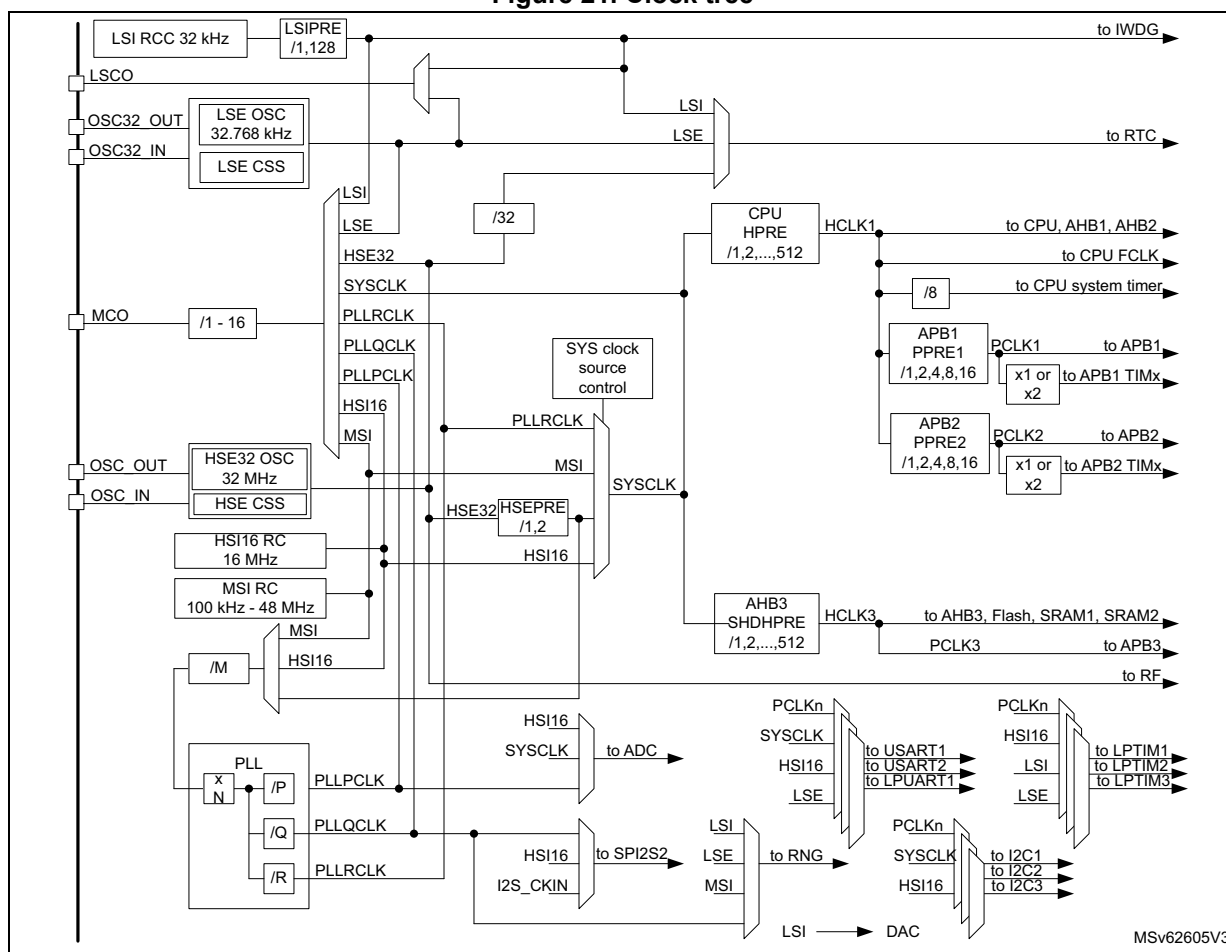 LSI RCC 32 kHz
LSIPRE
/1,128
to IWDG
LSCO
OSC32_OUT
OSC32_IN
LSE OSC
32.768 kHz
LSE CSS
LSI
LSE
to RTC
/32
LSI
LSE
HSE32
SYSCLK
PLLRCLK
PLLQCLK
PLLPCLK
HSI16
MSI
MCO
/1 - 16
CPU
HPRE
/1,2,...,512
HCLK1
to CPU, AHB1, AHB2
to CPU FCLK
/8
to CPU system timer
APB1
PPRE1
/1,2,4,8,16
PCLK1
to APB1
x1 or
x2
to APB1 TIMx
APB2
PPRE2
/1,2,4,8,16
PCLK2
to APB2
x1 or
x2
to APB2 TIMx
SYS clock
source
control
PLLRCLK
MSI
HSE32
HSEPRE
/1,2
HSI16
SYSCLK
OSC_OUT
OSC_IN
HSE32 OSC
32 MHz
HSE CSS
HSI16 RC
16 MHz
MSI RC
100 kHz - 48 MHz
MSI
HSI16
/M
AHB3
SHDHPRE
/1,2,...,512
HCLK3
to AHB3, Flash, SRAM1, SRAM2
PCLK3
to APB3
to RF
PLL
x
N
/P
/Q
/R
PLLPCLK
PLLQCLK
PLLRCLK
HSI16
SYSCLK
to ADC
HSI16
I2S_CKIN
to SPI2S2
LSI
LSE
MSI
to RNG
PCLKn
SYSCLK
HSI16
LSE
to USART1
to USART2
to LPUART1
PCLKn
HSI16
LSI
LSE
to LPTIM1
to LPTIM2
to LPTIM3
PCLKn
SYSCLK
HSI16
to I2C1
to I2C2
to I2C3
LSI
DAC
MSv62605V3